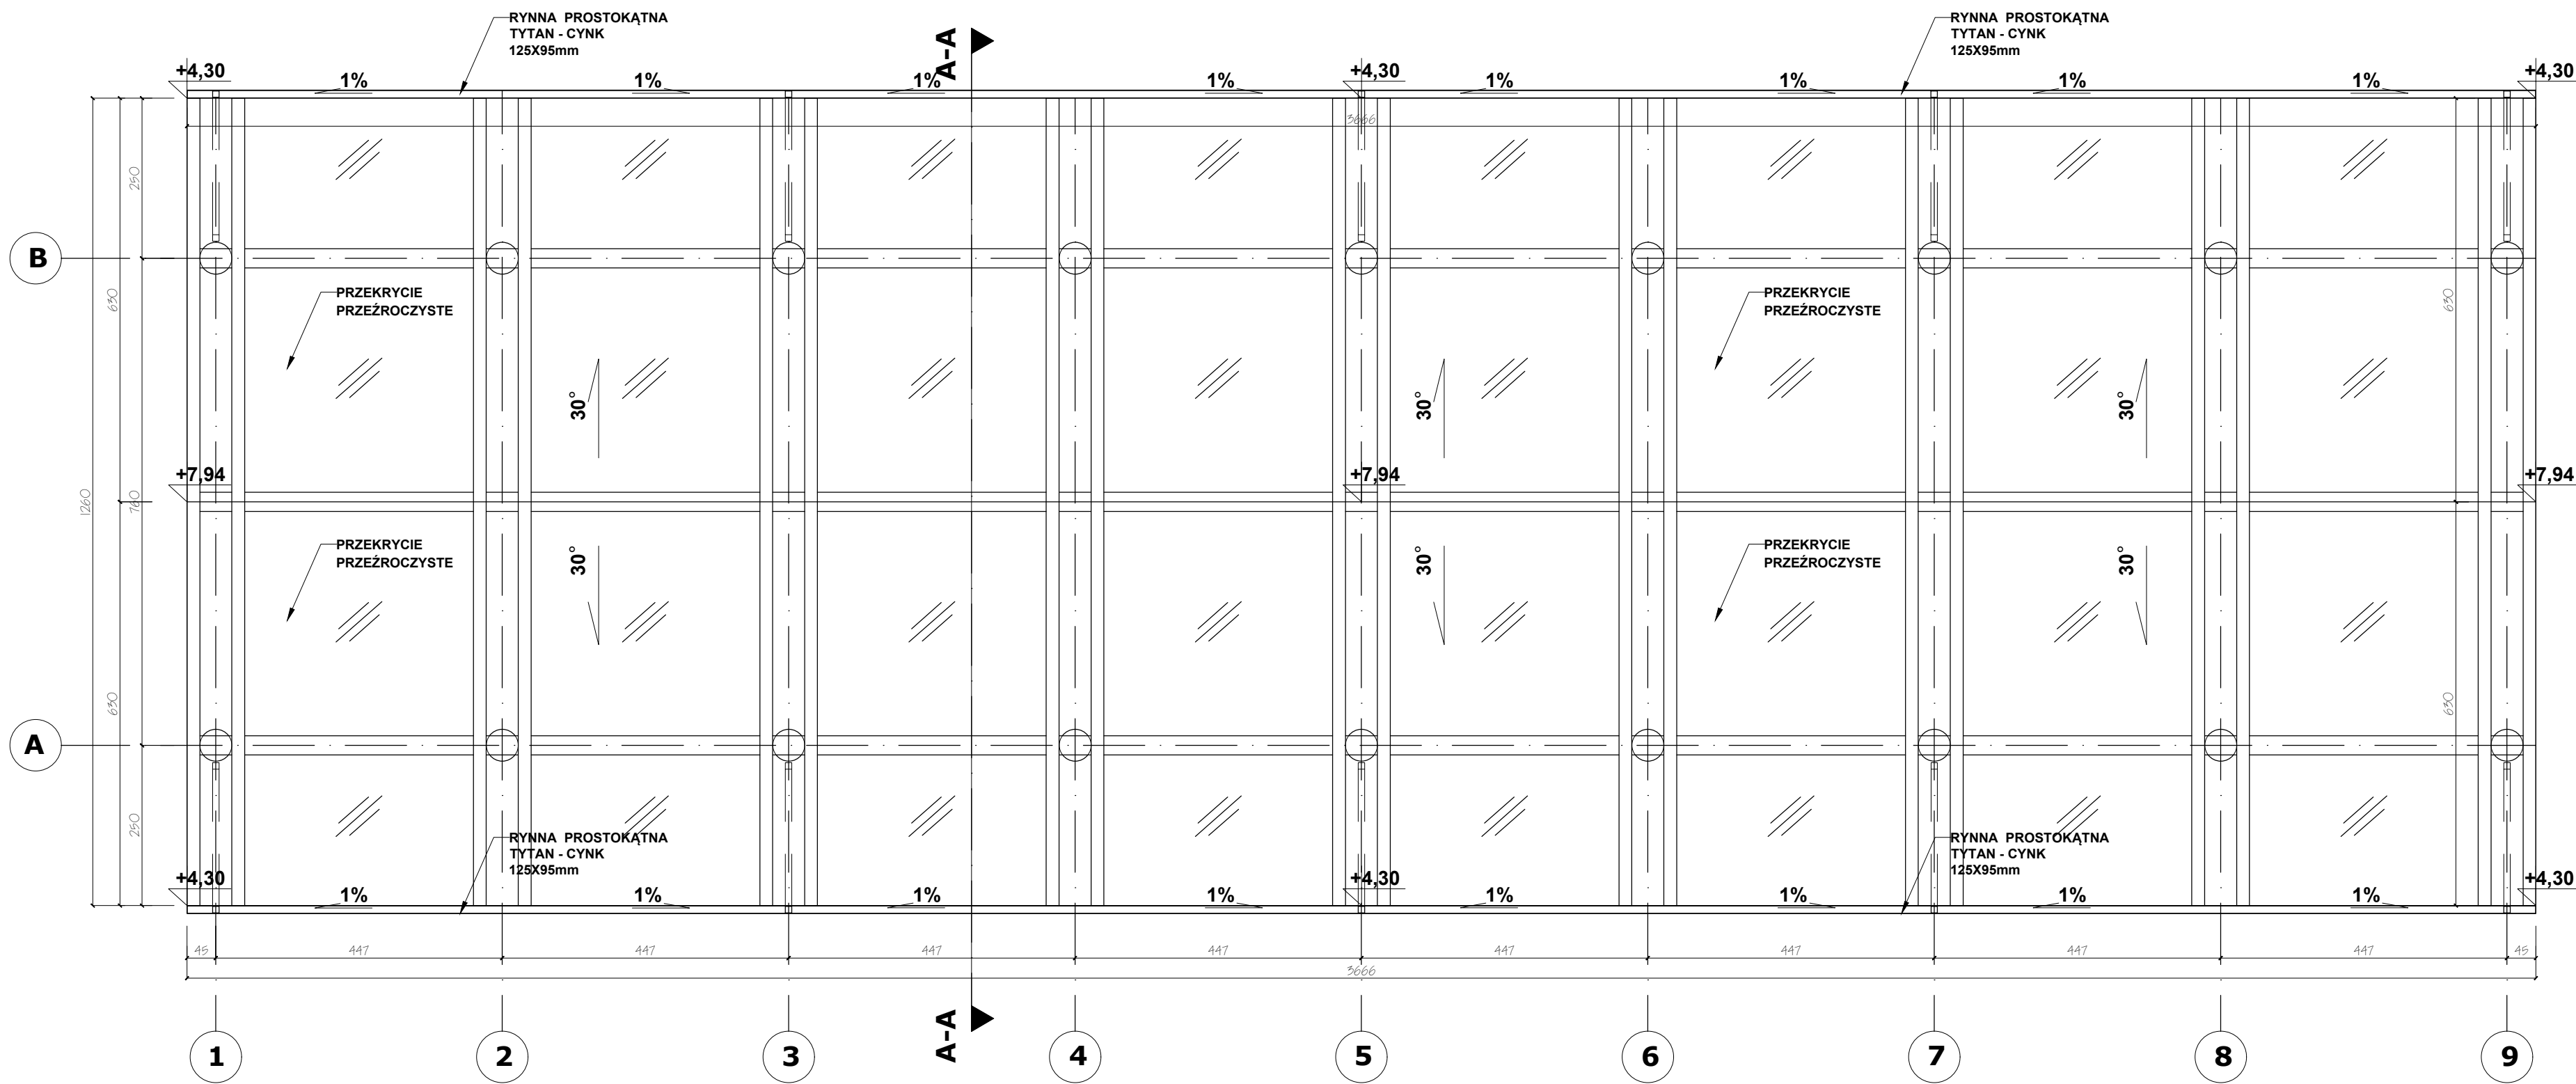 RYNNA PROSTOKĄTNA
TYTAN - CYNK
125X95mm
A-A
RYNNA PROSTOKĄTNA
TYTAN - CYNK
125X95mm
+4,30 1% 1% 1% 1% +4,30 1% 1% 1% 1% +4,30
3666
250
B
630
PRZEKRYCIE
PRZEŹROCZYSTE
PRZEKRYCIE
PRZEŹROCZYSTE
630
30° 30° 30°
+7,94 +7,94 +7,94
1260
760
PRZEKRYCIE
PRZEŹROCZYSTE
PRZEKRYCIE
PRZEŹROCZYSTE
30° 30° 30°
630
630
A
250
RYNNA PROSTOKĄTNA
TYTAN - CYNK
125X95mm
RYNNA PROSTOKĄTNA
TYTAN - CYNK
125X95mm
+4,30 1% 1% 1% 1% +4,30 1% 1% 1% 1% +4,30
45 447 447 447 447 447 447 447 447 45
3666
A-A
1 2 3 4 5 6 7 8 9